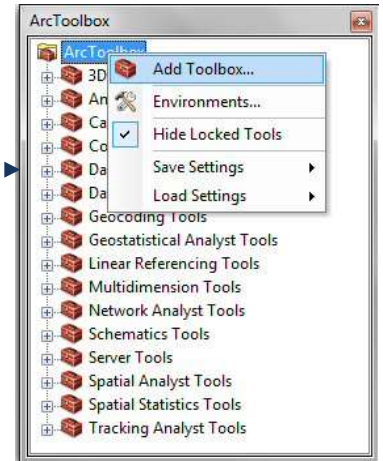 ArcToolbox
ArcToolbox
Add Toolbox...
3D
Environments...
An
Ca
Hide Locked Tools
Co
Save Settings
Da
Load Settings
Da
Geocoding Tools
Geostatistical Analyst Tools
Linear Referencing Tools
Multidimension Tools
Network Analyst Tools
Schematics Tools
Server Tools
Spatial Analyst Tools
Spatial Statistics Tools
Tracking Analyst Tools